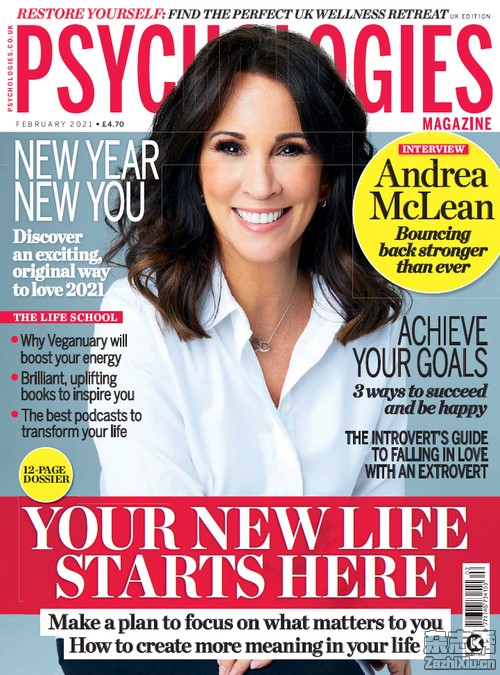 RESTORE YOURSELF: FIND THE PERFECT UK WELLNESS RETREAT UK EDITION
PSYCHOLOGIES
PSYCHOLOGIES.CO.UK
MAGAZINE
FEBRUARY 2021 • £4.70
NEW YEAR
NEW YOU
Discover
an exciting,
original way
to love 2021
THE LIFE SCHOOL
• Why Veganuary will
boost your energy
• Brilliant, uplifting
books to inspire you
• The best podcasts to
transform your life
12-PAGE
DOSSIER
INTERVIEW
Andrea
McLean
Bouncing
back stronger
than ever
ACHIEVE
YOUR GOALS
3 ways to succeed
and be happy
THE INTROVERT'S GUIDE
TO FALLING IN LOVE
WITH AN EXTROVERT
YOUR NEW LIFE
STARTS HERE
Make a plan to focus on what matters to you
How to create more meaning in your life
杂志秀
ZaZhiXiu.cn